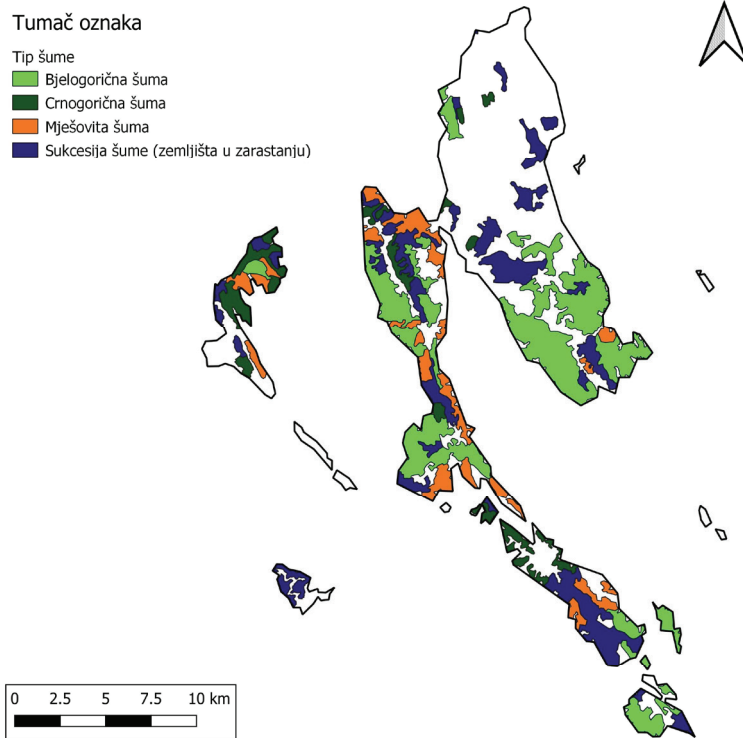 Tumač oznaka
Tip šume
Bjelogorična šuma
Crnogorična šuma
Mješovita šuma
Sukcesija šume (zemljišta u zarastanju)
0 2.5 5 7.5 10 km